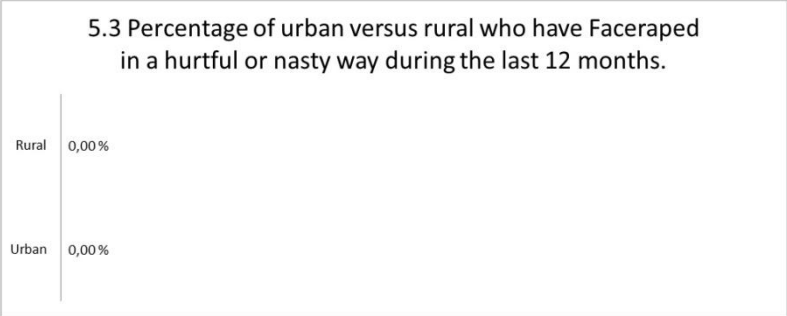 5.3 Percentage of urban versus rural who have Faceraped
in a hurtful or nasty way during the last 12 months.
Rural 0,00%
Urban 0,00%